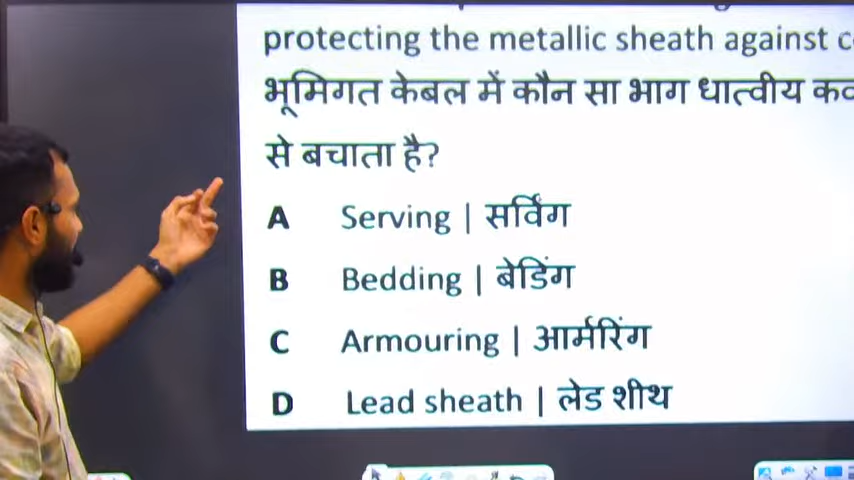 protecting the metallic sheath against
भूमिगत केबल में कौन सा भाग धात्वीय
से बचाता है?
A Serving | सर्विंग
B Bedding | बेडिंग
C Armouring | आर्मरिंग
D Lead sheath | लेड शीथ